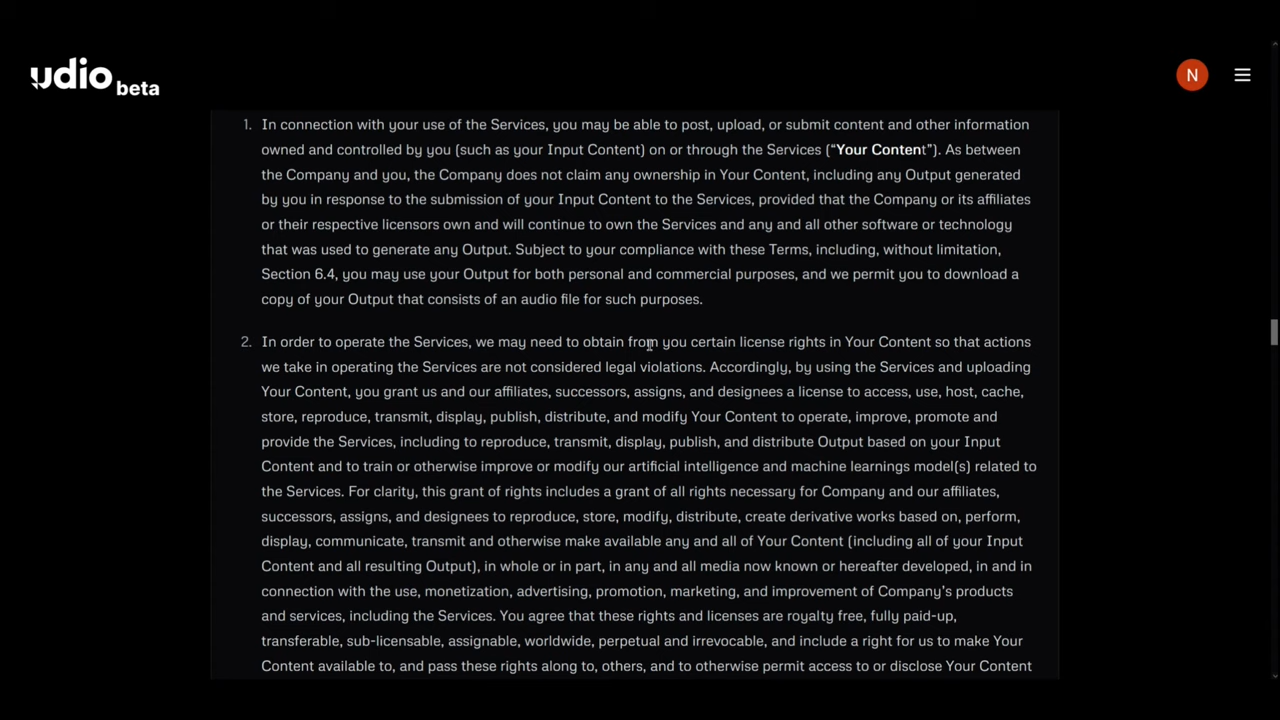 udio beta
N
1. In connection with your use of the Services, you may be able to post, upload, or submit content and other information
owned and controlled by you (such as your Input Content) on or through the Services (“Your Content”). As between
the Company and you, the Company does not claim any ownership in Your Content, including any Output generated
by you in response to the submission of your Input Content to the Services, provided that the Company or its affiliates
or their respective licensors own and will continue to own the Services and any and all other software or technology
that was used to generate any Output. Subject to your compliance with these Terms, including, without limitation,
Section 6.4, you may use your Output for both personal and commercial purposes, and we permit you to download a
copy of your Output that consists of an audio file for such purposes.
2. In order to operate the Services, we may need to obtain from you certain license rights in Your Content so that actions
we take in operating the Services are not considered legal violations. Accordingly, by using the Services and uploading
Your Content, you grant us and our affiliates, successors, assigns, and designees a license to access, use, host, cache,
store, reproduce, transmit, display, publish, distribute, and modify Your Content to operate, improve, promote and
provide the Services, including to reproduce, transmit, display, publish, and distribute Output based on your Input
Content and to train or otherwise improve or modify our artificial intelligence and machine learnings model(s) related to
the Services. For clarity, this grant of rights includes a grant of all rights necessary for Company and our affiliates,
successors, assigns, and designees to reproduce, store, modify, distribute, create derivative works based on, perform,
display, communicate, transmit and otherwise make available any and all of Your Content (including all of your Input
Content and all resulting Output), in whole or in part, in any and all media now known or hereafter developed, in and in
connection with the use, monetization, advertising, promotion, marketing, and improvement of Company's products
and services, including the Services. You agree that these rights and licenses are royalty free, fully paid-up,
transferable, sub-licensable, assignable, worldwide, perpetual and irrevocable, and include a right for us to make Your
Content available to, and pass these rights along to, others, and to otherwise permit access to or disclose Your Content